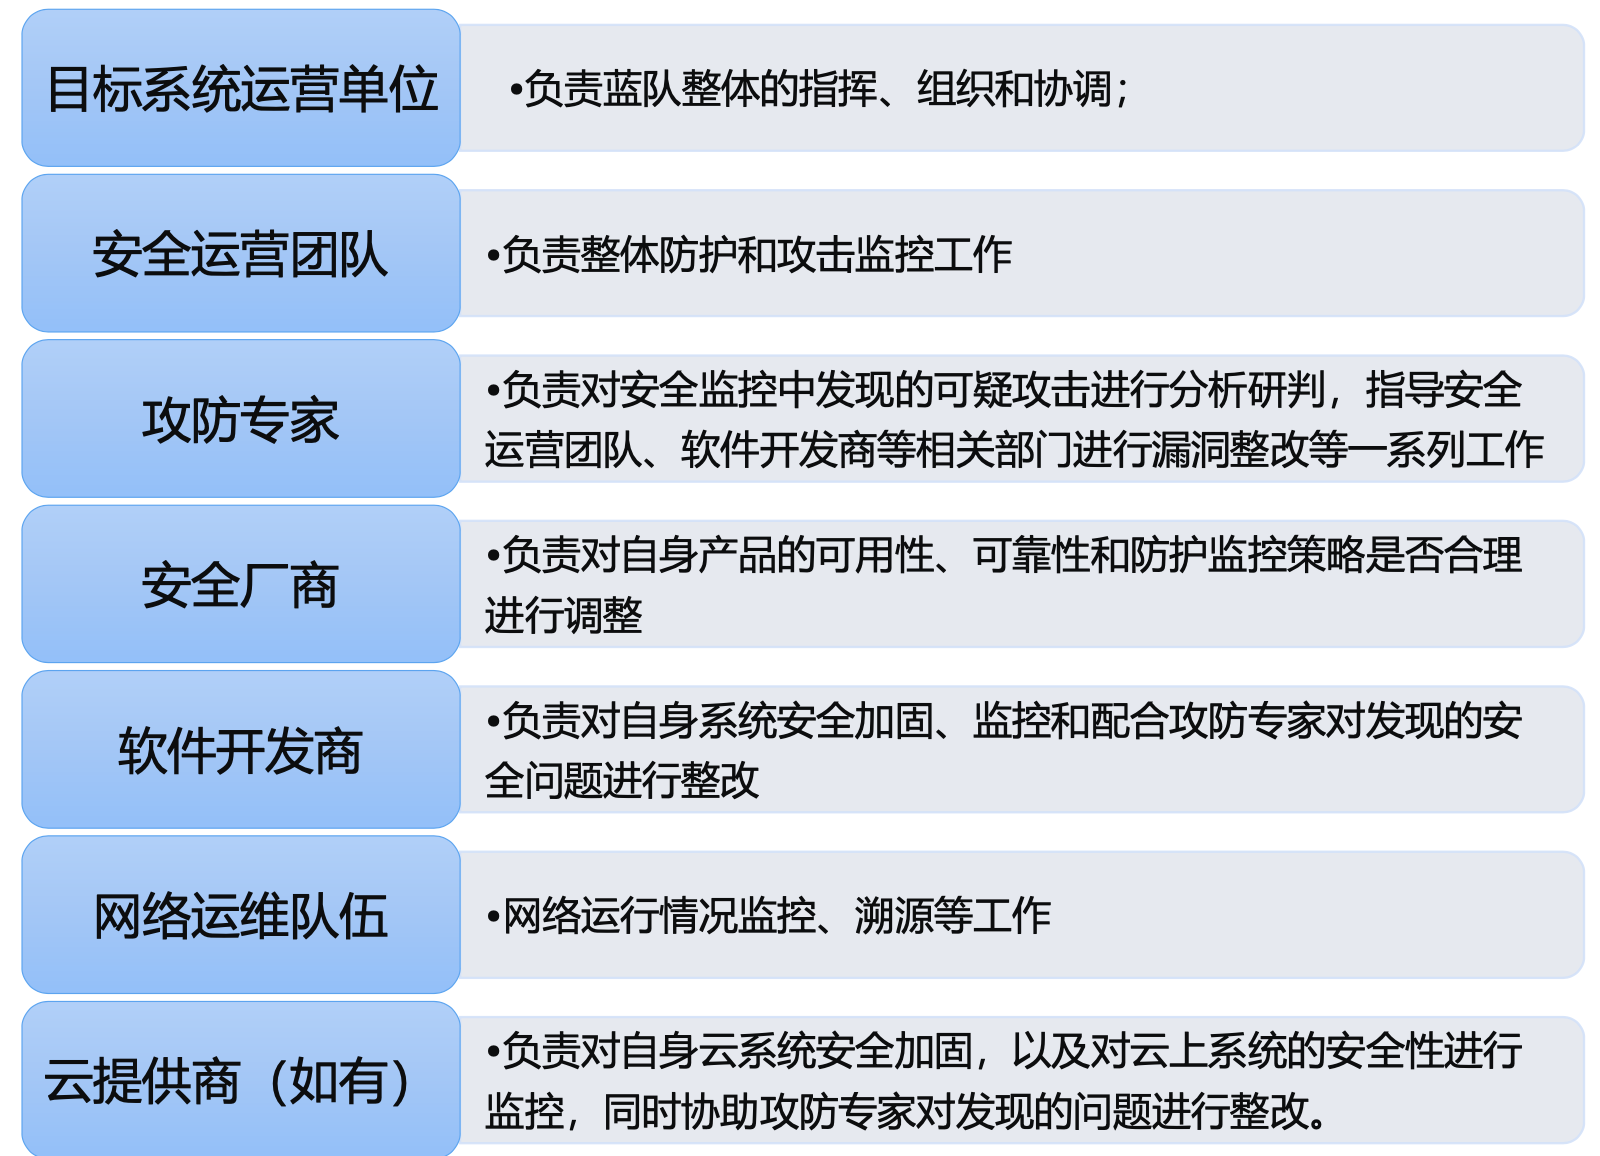 目标系统运营单位
•负责蓝队整体的指挥、组织和协调；
安全运营团队
•负责整体防护和攻击监控工作
攻防专家
•负责对安全监控中发现的可疑攻击进行分析研判，指导安全
运营团队、软件开发商等相关部门进行漏洞整改等一系列工作
安全厂商
•负责对自身产品的可用性、可靠性和防护监控策略是否合理
进行调整
软件开发商
•负责对自身系统安全加固、监控和配合攻防专家对发现的安
全问题进行整改
网络运维队伍
•网络运行情况监控、溯源等工作
云提供商（如有）
•负责对自身云系统安全加固，以及对云上系统的安全性进行
监控，同时协助攻防专家对发现的问题进行整改。